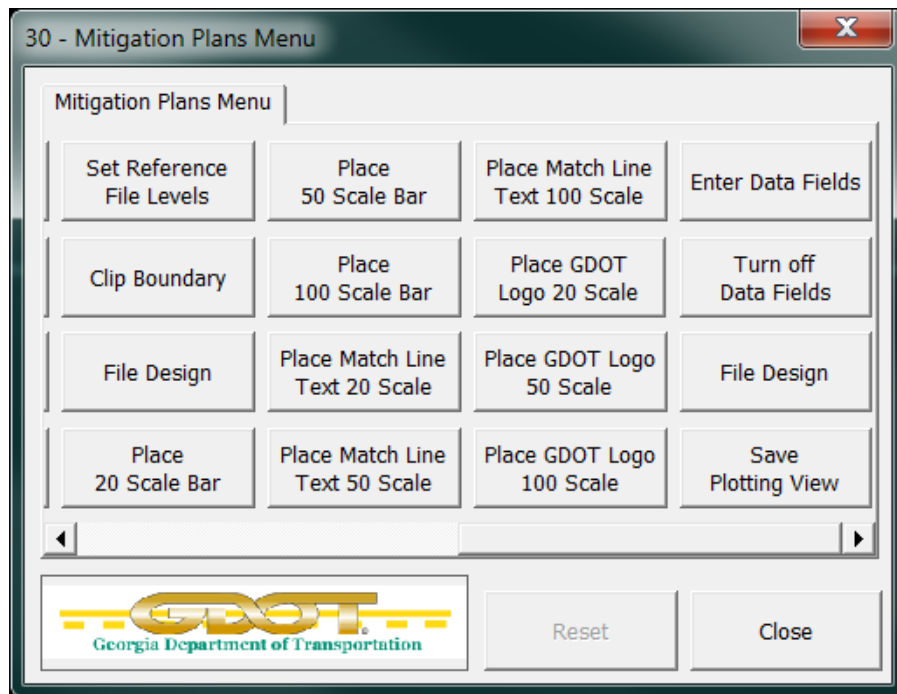 30 - Mitigation Plans Menu
X
Mitigation Plans Menu
Set Reference
File Levels
Place
50 Scale Bar
Place Match Line
Text 100 Scale
Enter Data Fields
Clip Boundary
Place
100 Scale Bar
Place GDOT
Logo 20 Scale
Turn off
Data Fields
File Design
Place Match Line
Text 20 Scale
Place GDOT Logo
50 Scale
File Design
Place
20 Scale Bar
Place Match Line
Text 50 Scale
Place GDOT Logo
100 Scale
Save
Plotting View
GDOT
Georgia Department of Transportation
Reset
Close